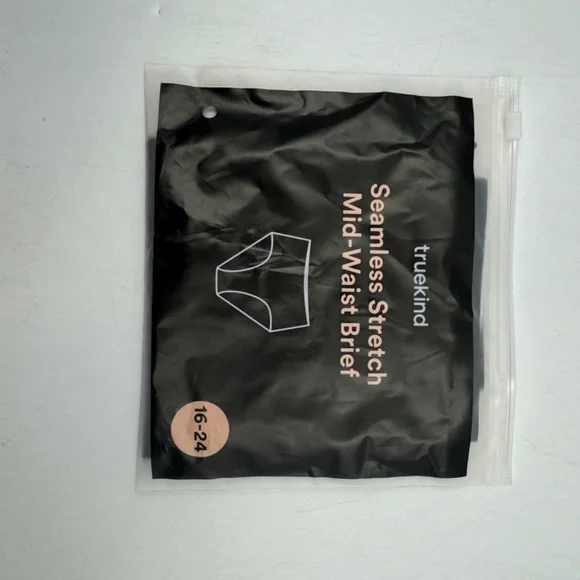 truekind
Seamless Stretch
Mid-Waist Brief
16-24